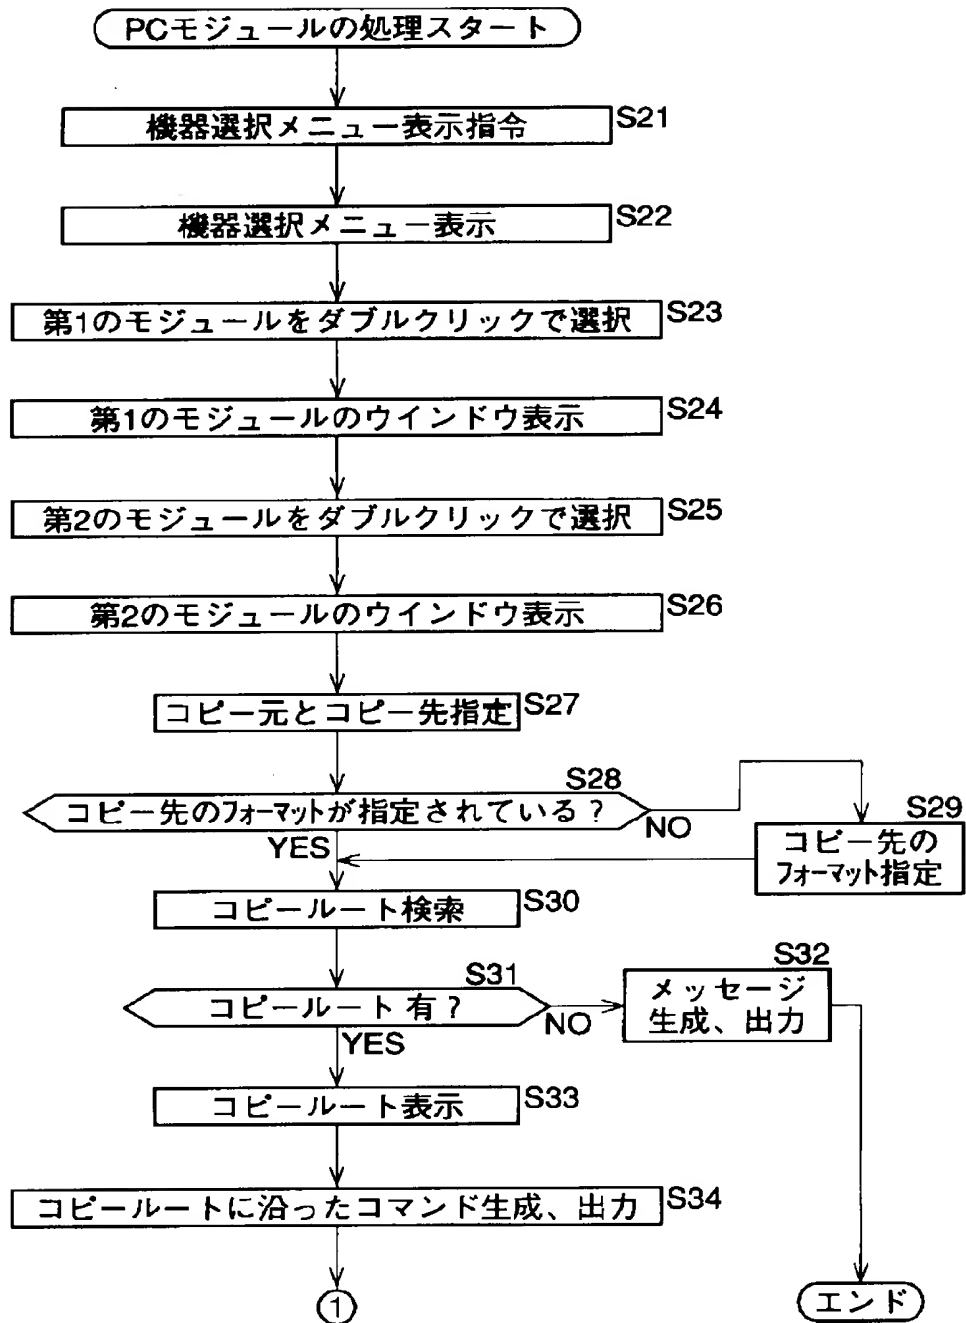 PCモジュールの処理スタート
機器選択メニュー表示指令 S21
機器選択メニュー表示 S22
第1のモジュールをダブルクリックで選択 S23
第1のモジュールのウインドウ表示 S24
第2のモジュールをダブルクリックで選択 S25
第2のモジュールのウインドウ表示 S26
コピー元とコピー先指定 S27
S28
コピー先のフォーマットが指定されている?
NO
YES
S29
コピー先の
フォーマット指定
コピールート検索 S30
S31
コピールート有?
NO
YES
S32
メッセージ
生成、出力
コピールート表示 S33
コピールートに沿ったコマンド生成、出力 S34
1
エンド